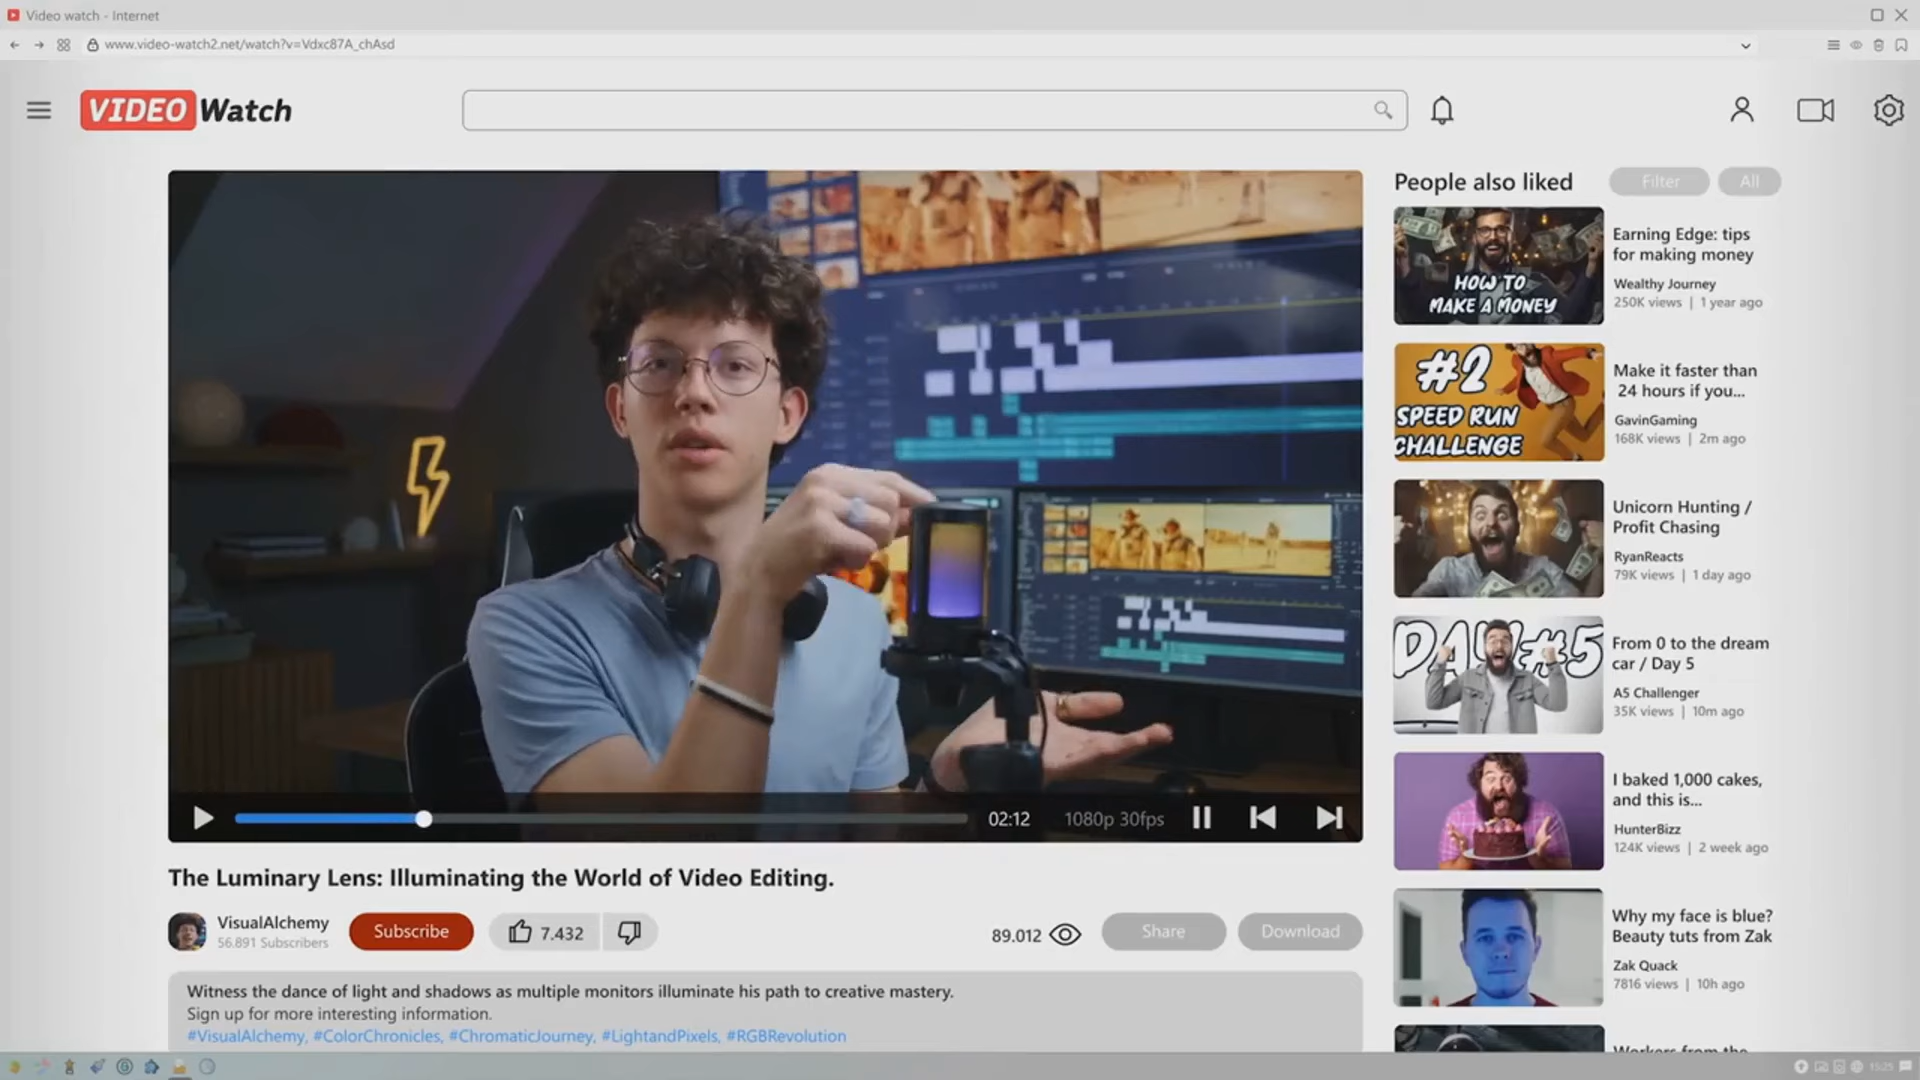 Video watch - Internet
www.video-watch2.net/watch?v=Vdxc87A_chAsd
VIDEO Watch
People also liked
Filter
All
HOW TO
MAKE A MONEY
Earning Edge: tips
for making money
Wealthy Journey
250K views | 1 year ago
#2
SPEED RUN
CHALLENGE
Make it faster than
24 hours if you...
GavinGaming
168K views | 2m ago
Unicorn Hunting /
Profit Chasing
RyanReacts
79K views | 1 day ago
DAY #5
From 0 to the dream
car / Day 5
A5 Challenger
35K views | 10m ago
I baked 1,000 cakes,
and this is...
HunterBizz
124K views | 2 week ago
Why my face is blue?
Beauty tuts from Zak
Zak Quack
7816 views | 10h ago
Workers from the
02:12
1080p 30fps
The Luminary Lens: Illuminating the World of Video Editing.
VisualAlchemy
56.891 Subscribers
Subscribe
7.432
89.012
Share
Download
Witness the dance of light and shadows as multiple monitors illuminate his path to creative mastery.
Sign up for more interesting information.
#VisualAlchemy, #ColorChronicles, #ChromaticJourney, #LightandPixels, #RGBRevolution
15:25